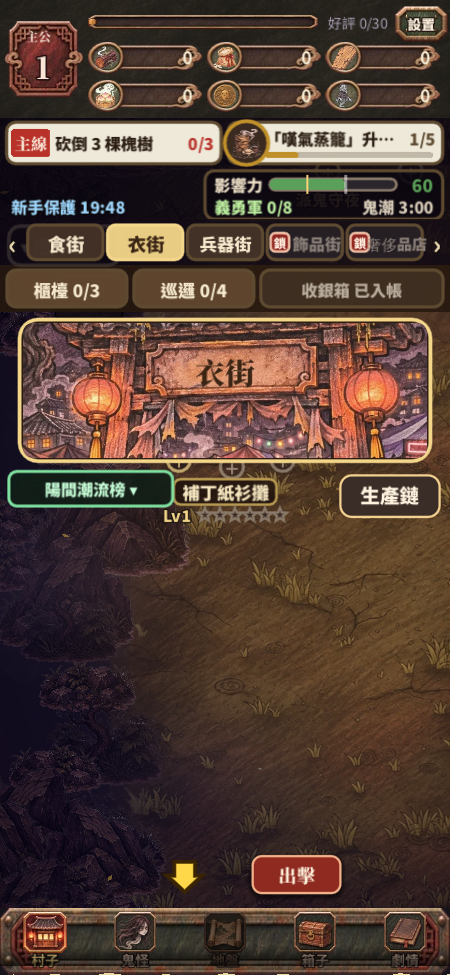 主公
1
好評 0/30
設置
0
0
0
0
0
0
主線 砍倒 3 棵槐樹 0/3
「嘆氣蒸籠」升… 1/5
影響力 60
新手保護 19:48
義勇軍 0/8
鬼潮 3:00
‹
食街
衣街
兵器街
鎖 飾品街
鎖 奢侈品店
›
櫃檯 0/3
巡邏 0/4
收銀箱 已入帳
衣街
陽間潮流榜 ▾
補丁紙衫攤
生產鏈
Lv1 ☆☆☆☆☆☆
出擊
村子
鬼怪
地盤
箱子
劇情